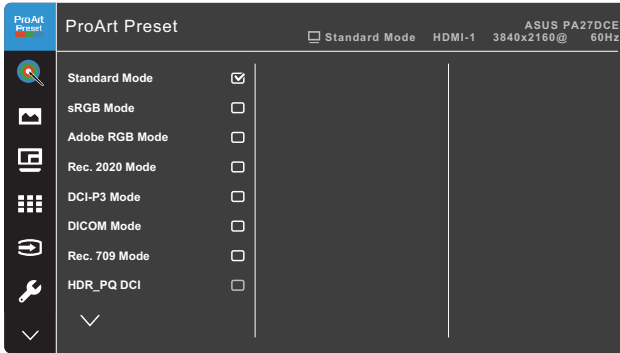 ProArt
Preset
ProArt Preset
Standard Mode HDMI-1 ASUS PA27DCE
3840x2160@ 60Hz
Standard Mode
sRGB Mode
Adobe RGB Mode
Rec. 2020 Mode
DCI-P3 Mode
DICOM Mode
Rec. 709 Mode
HDR_PQ DCI